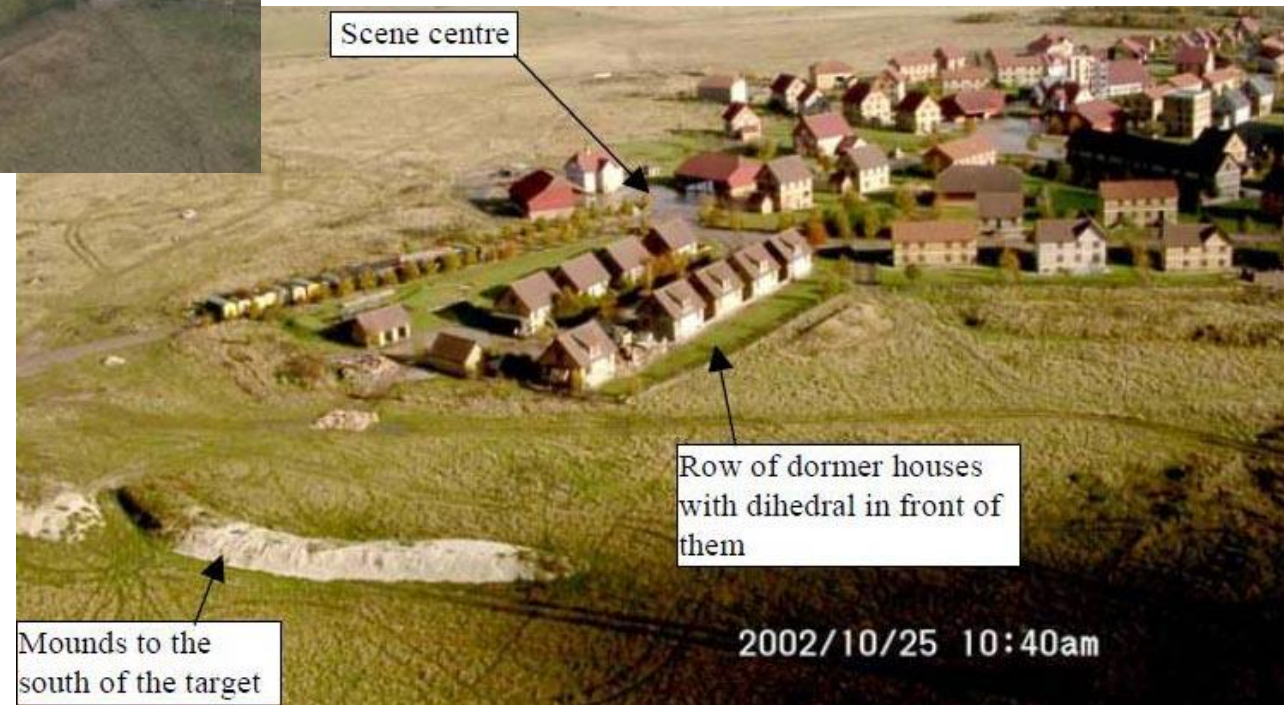 Scene centre
Row of dormer houses
with dihedral in front of
them
Mounds to the
south of the target
2002/10/25 10:40am